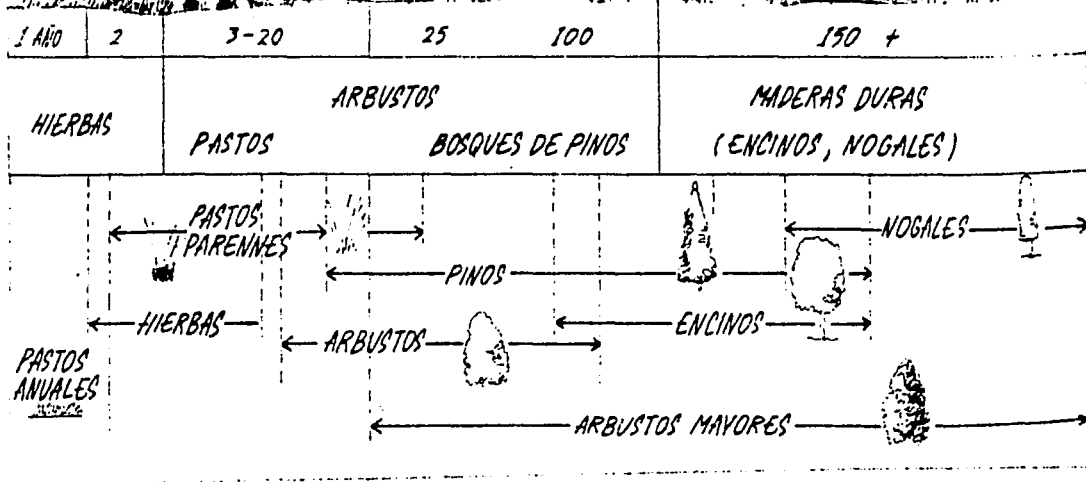 1 AÑO 2 3-20 25 100 150 +
ARBUSTOS MADERAS DURAS
HIERBAS
PASTOS BOSQUES DE PINOS (ENCINOS, NOGALES)
PASTOS
PARENNES
NOGALES
PINOS
HIERBAS
ENCINOS
ARBUSTOS
PASTOS
ANUALES
ARBUSTOS MAYORES